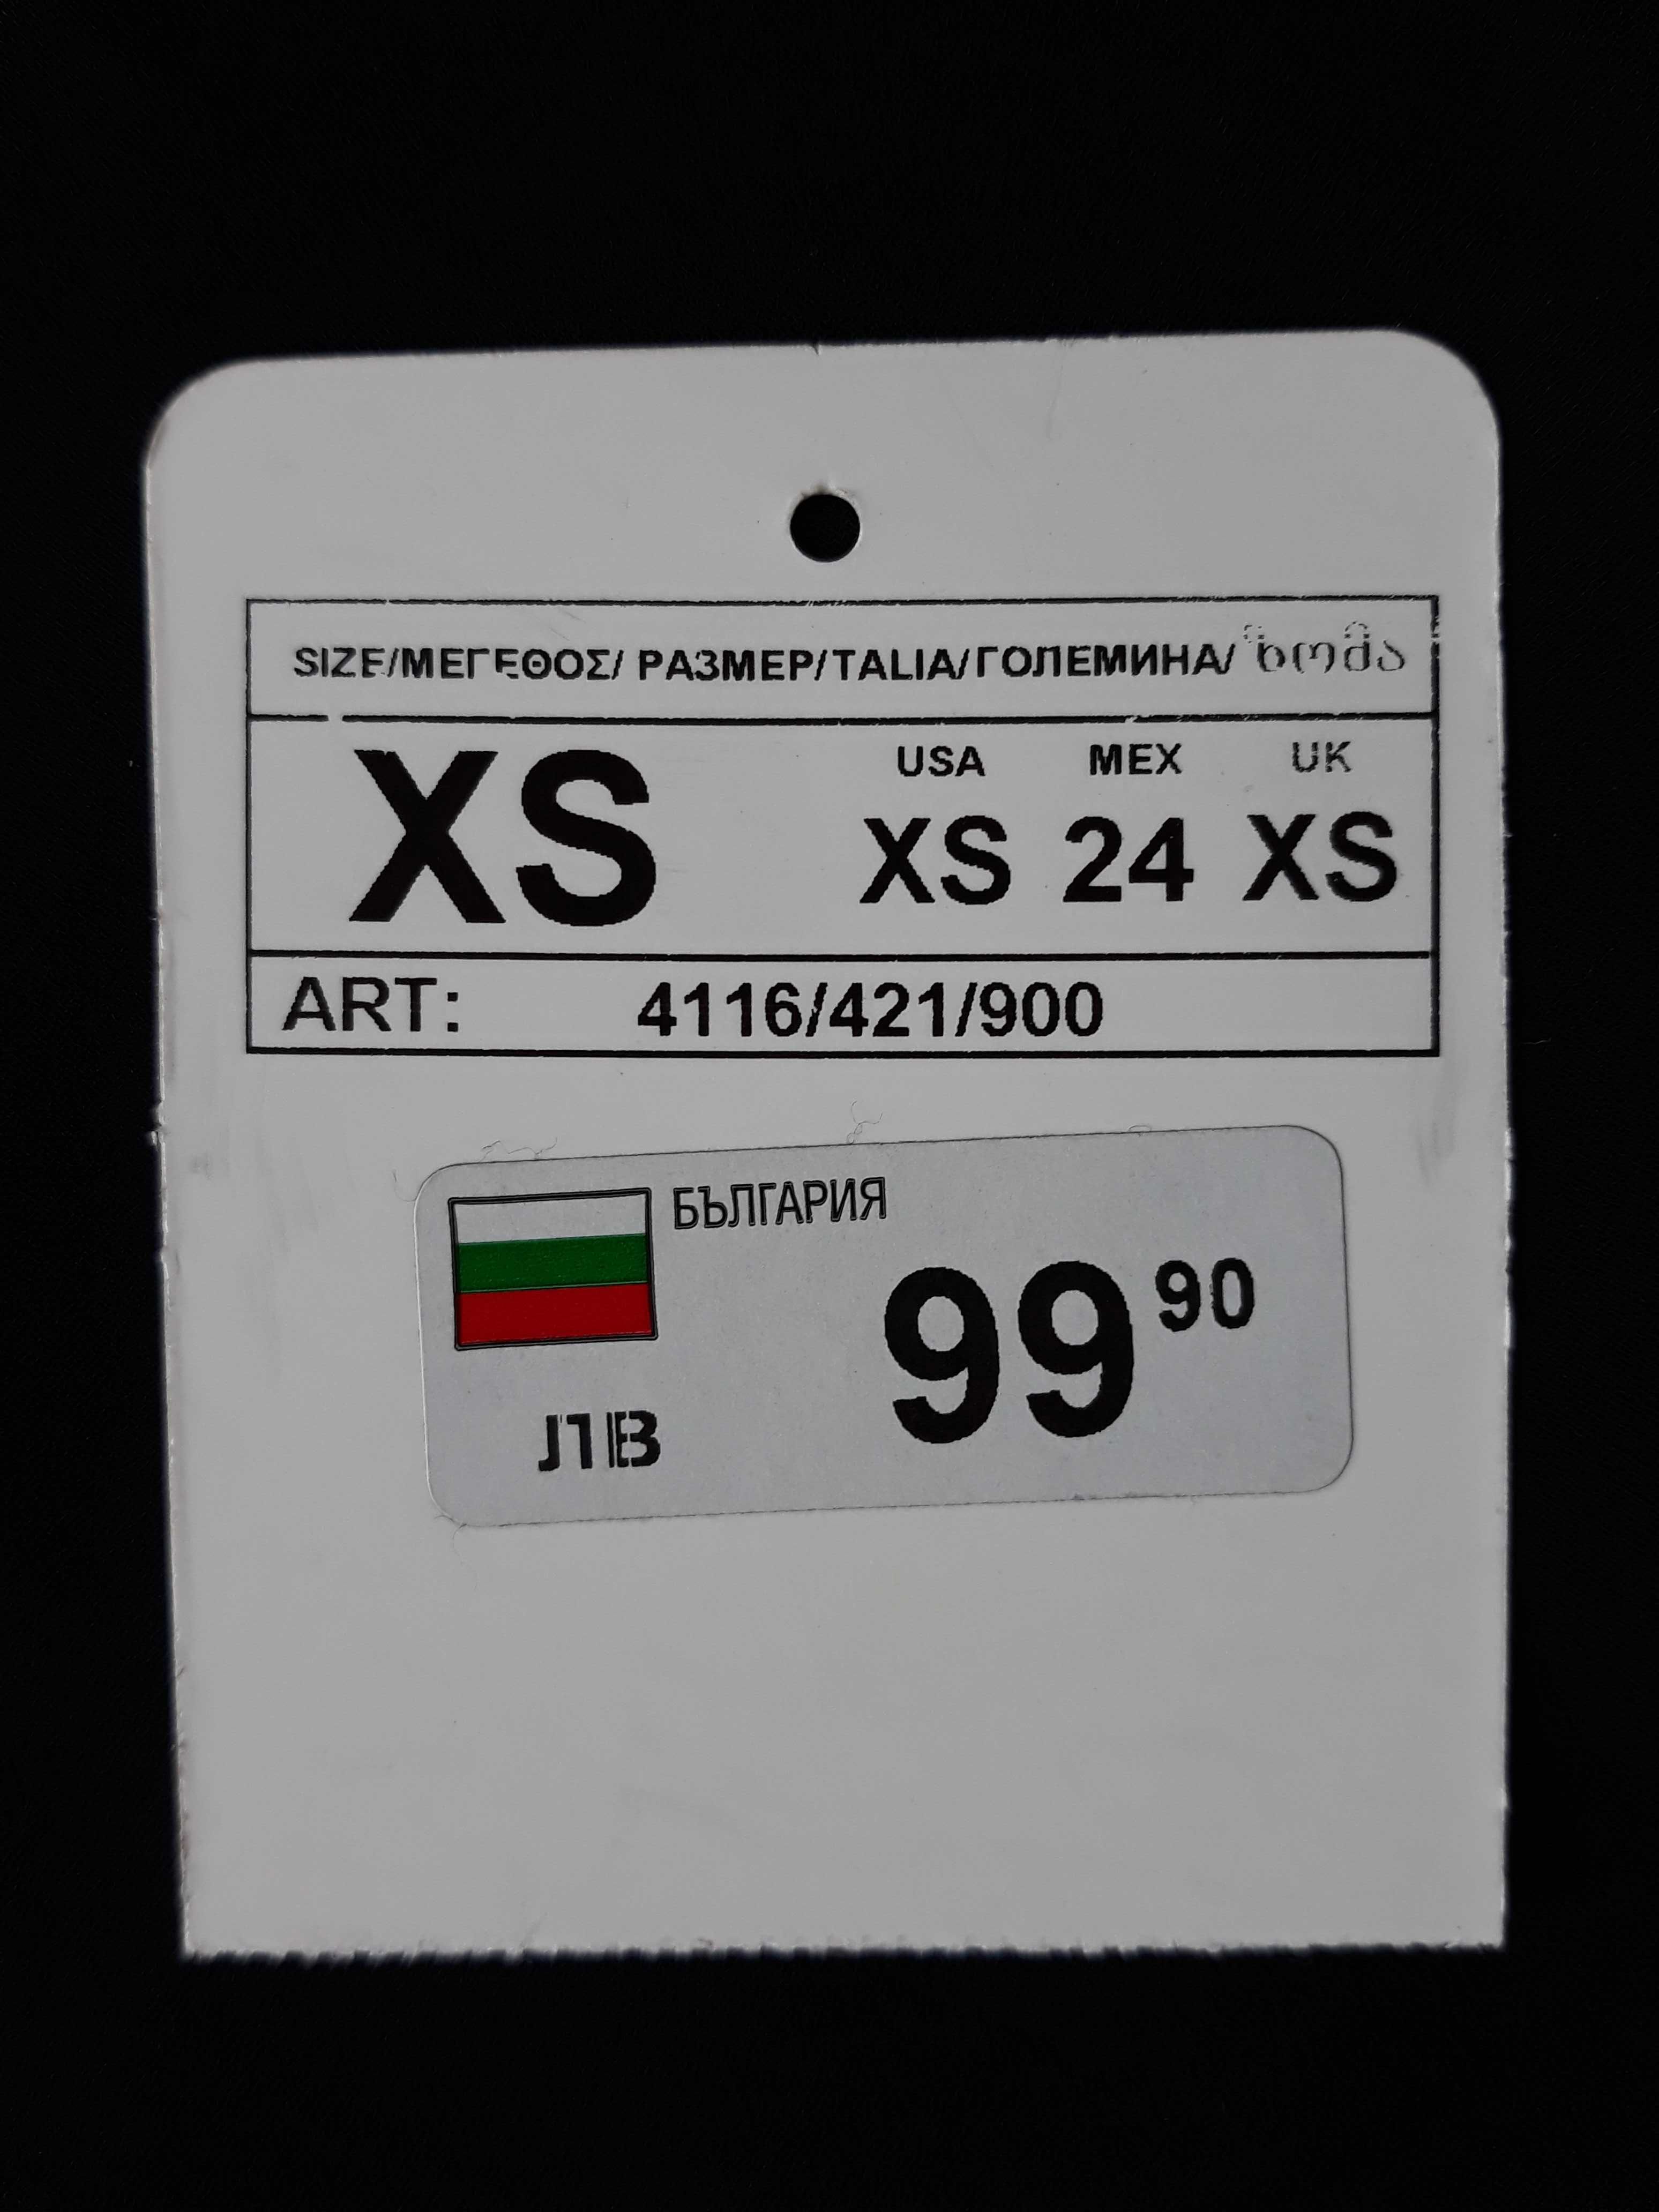 SIZE/ΜΕΓΕΘΟΣ/ РАЗМЕР/TALIA/ГОЛЕМИНА/ ზომა
XS
USA MEX UK
XS 24 XS
ART: 4116/421/900
БЪЛГАРИЯ
99 90
ЛВ